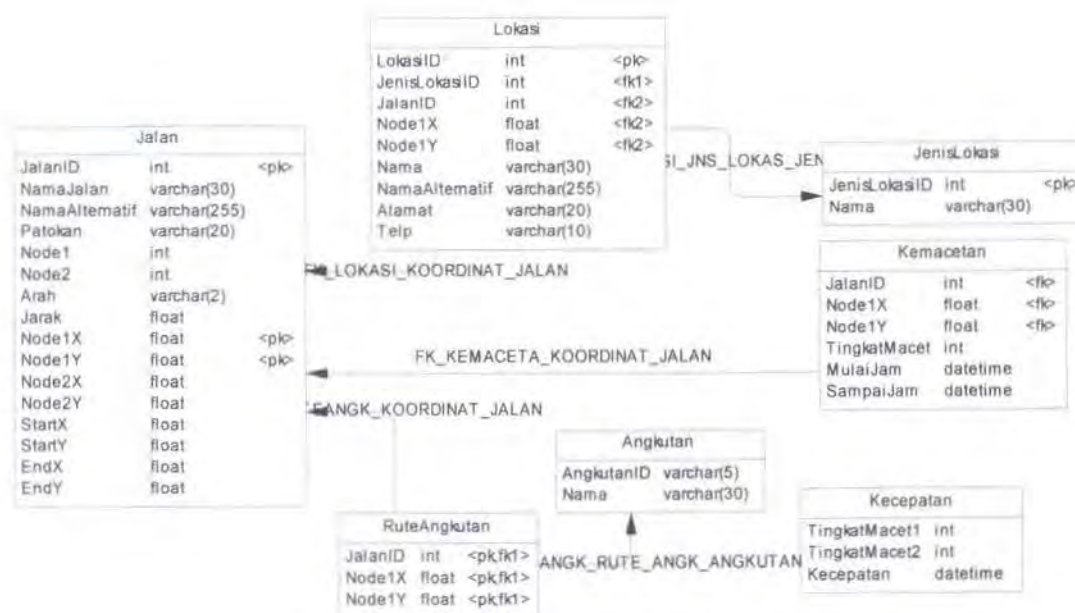 Lokasi
LokasiID int <pk>
JenisLokasiID int <fk1>
JalanID int <fk2>
Node1X float <fk2>
Node1Y float <fk2>
Nama varchar(30)
NamaAlternatif varchar(255)
Alamat varchar(20)
Telp varchar(10)
Jalan
JalanID int <pk>
NamaJalan varchar(30)
NamaAlternatif varchar(255)
Patokan varchar(20)
Node1 int
Node2 int
Arah varchar(2)
Jarak float
Node1X float <pk>
Node1Y float <pk>
Node2X float
Node2Y float
StartX float
StartY float
EndX float
EndY float
SI_JNS_LOKAS_JEN
JenisLokasi
JenisLokasiID int <pk>
Nama varchar(30)
LOKASI_KOORDINAT_JALAN
Kemacetan
JalanID int <fk>
Node1X float <fk>
Node1Y float <fk>
TingkatMacet int
MulaiJam datetime
SampaiJam datetime
FK_KEMACETA_KOORDINAT_JALAN
EANGK_KOORDINAT_JALAN
Angkutan
AngkutanID varchar(5)
Nama varchar(30)
Kecepatan
TingkatMacet1 int
TingkatMacet2 int
Kecepatan datetime
RuteAngkutan
JalanID int <pk,fk1>
Node1X float <pk,fk1>
Node1Y float <pk,fk1>
ANGK_RUTE_ANGK_ANGKUTAN